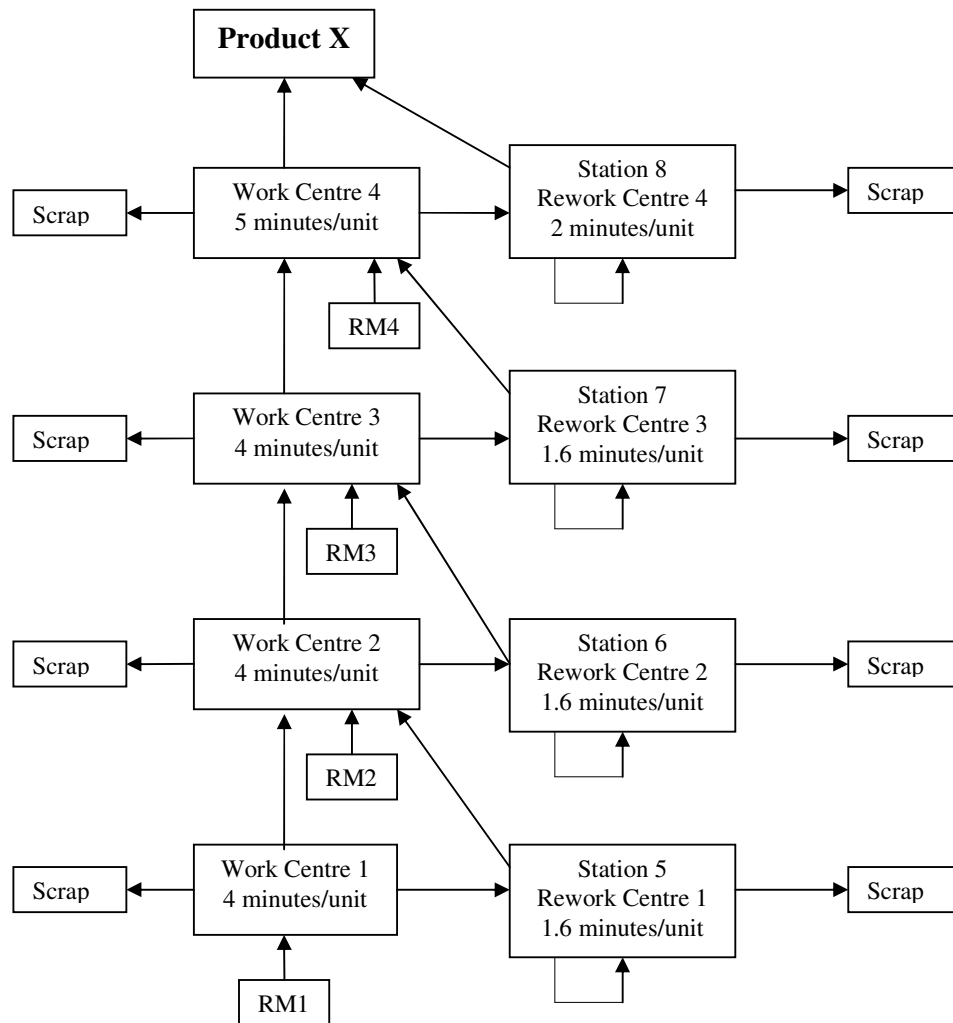 Product X
Work Centre 4
5 minutes/unit
Station 8
Rework Centre 4
2 minutes/unit
Scrap
Scrap
RM4
Work Centre 3
4 minutes/unit
Station 7
Rework Centre 3
1.6 minutes/unit
Scrap
Scrap
RM3
Work Centre 2
4 minutes/unit
Station 6
Rework Centre 2
1.6 minutes/unit
Scrap
Scrap
RM2
Work Centre 1
4 minutes/unit
Station 5
Rework Centre 1
1.6 minutes/unit
Scrap
Scrap
RM1